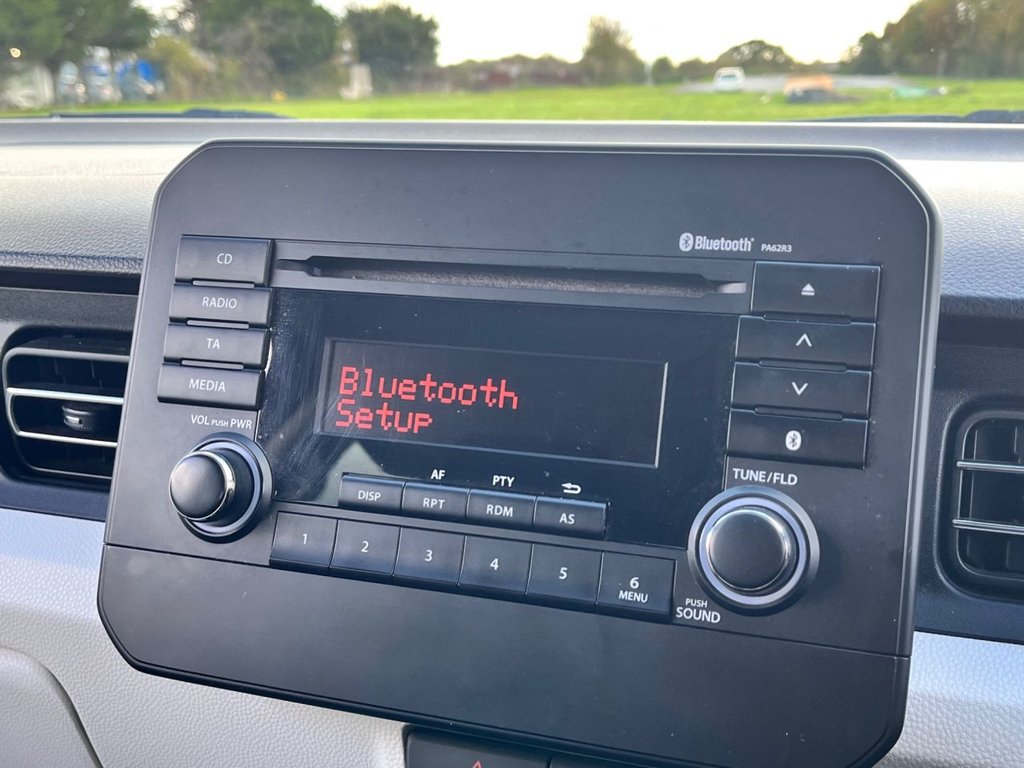 Bluetooth® PA62R3
CD
RADIO
TA
MEDIA
VOL PUSH PWR
Bluetooth
Setup
TUNE/FLD
AF PTY
DISP RPT RDM AS
1 2 3 4 5 6
MENU
PUSH
SOUND